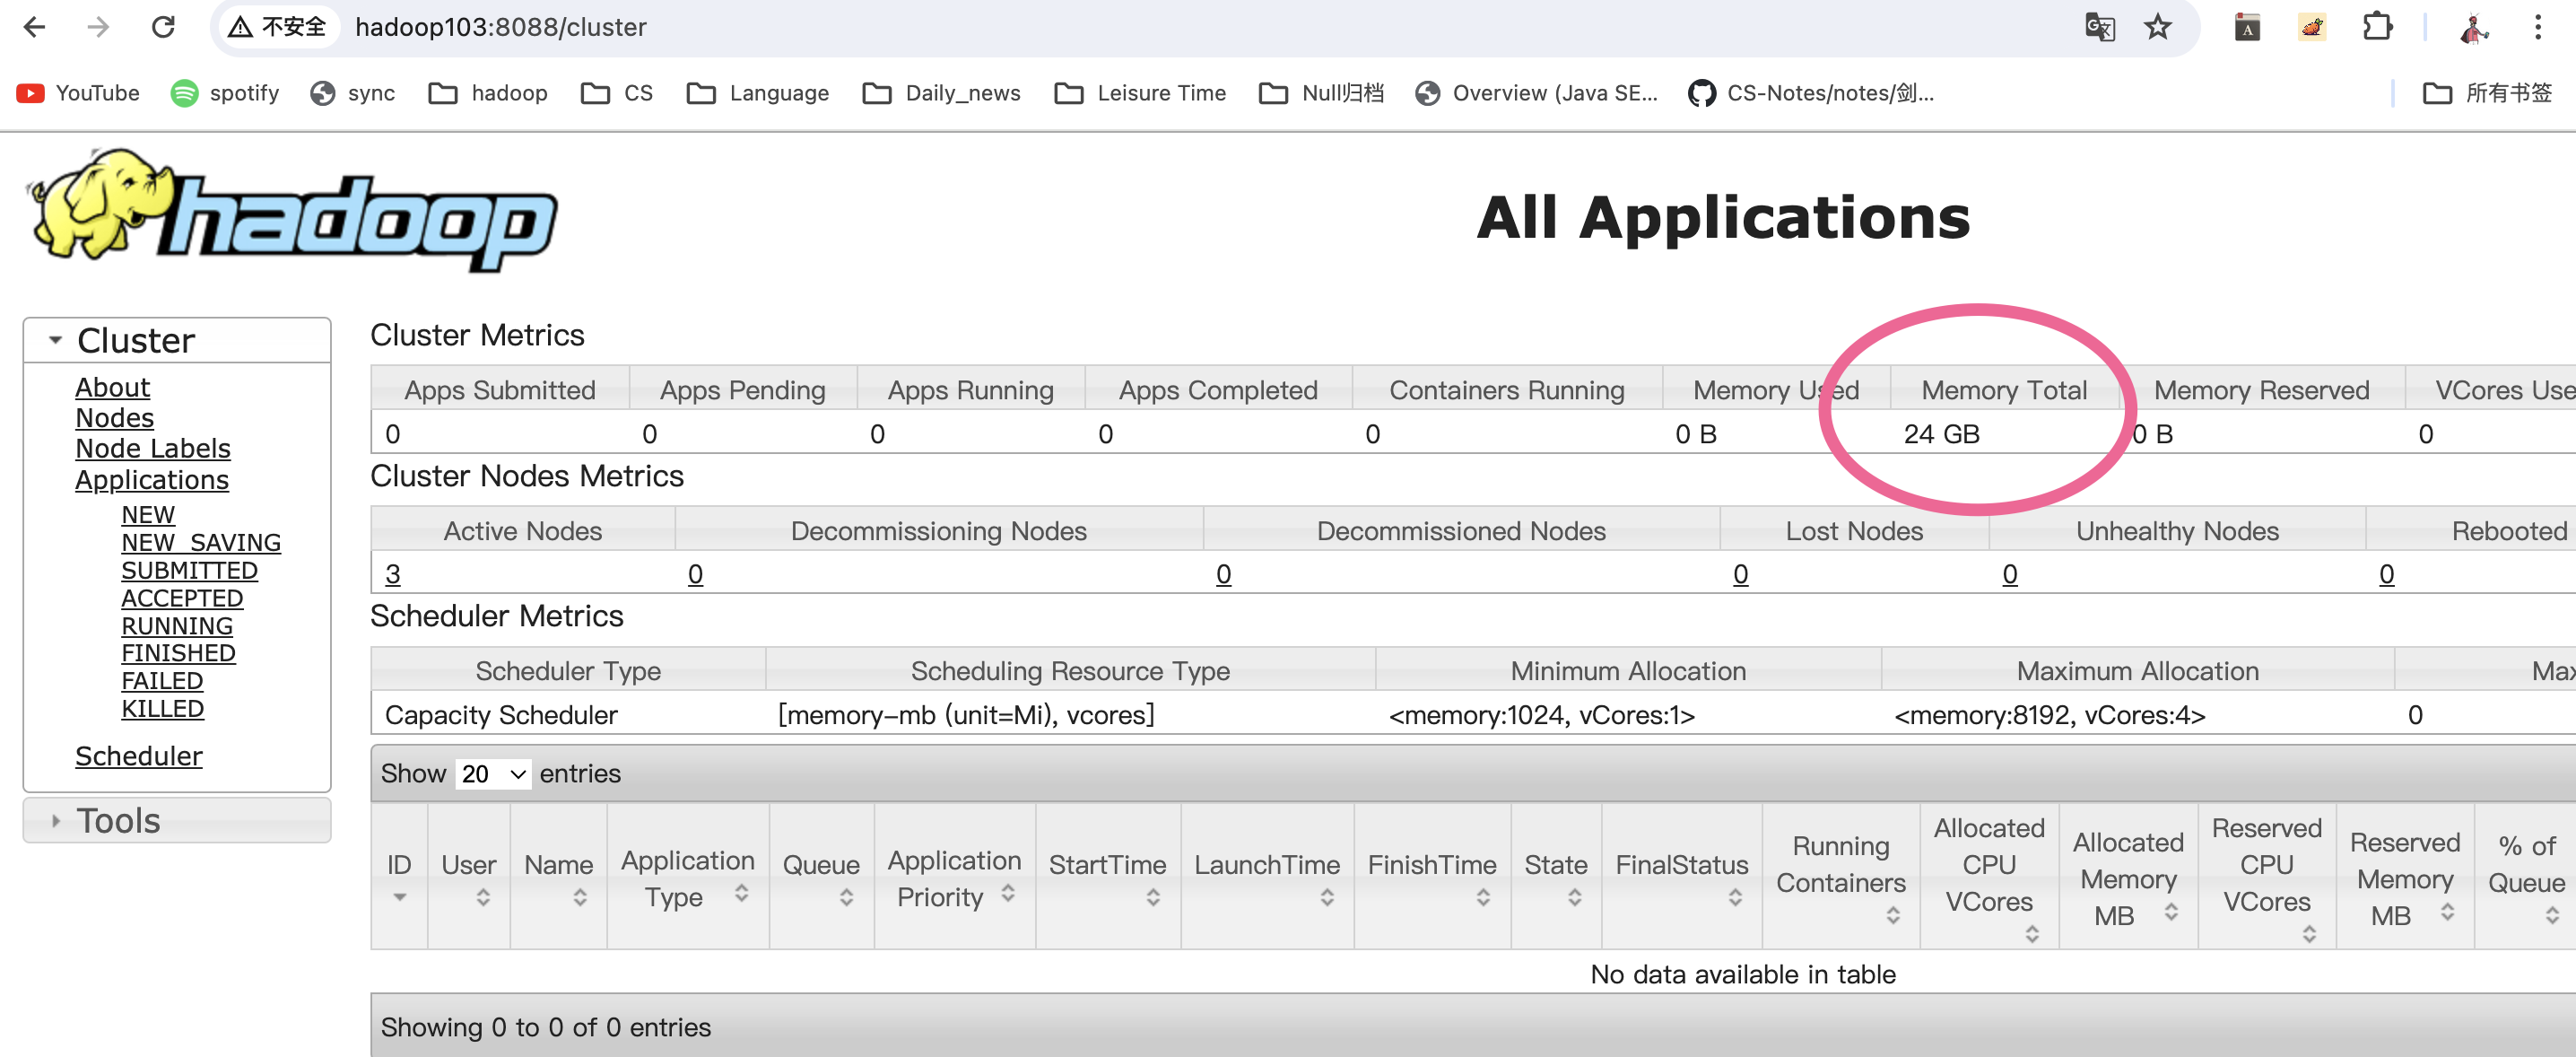 不安全 hadoop103:8088/cluster
YouTube spotify sync hadoop CS Language Daily_news Leisure Time Null归档 Overview (Java SE... CS-Notes/notes/剑... 所有书签
hadoop
All Applications
Cluster
About
Nodes
Node Labels
Applications
NEW
NEW_SAVING
SUBMITTED
ACCEPTED
RUNNING
FINISHED
FAILED
KILLED
Scheduler
Tools
Cluster Metrics
Apps Submitted Apps Pending Apps Running Apps Completed Containers Running Memory Used Memory Total Memory Reserved VCores Use
0 0 0 0 0 0 B 24 GB 0 B 0
Cluster Nodes Metrics
Active Nodes Decommissioning Nodes Decommissioned Nodes Lost Nodes Unhealthy Nodes Rebooted
3 0 0 0 0 0
Scheduler Metrics
Scheduler Type Scheduling Resource Type Minimum Allocation Maximum Allocation Max
Capacity Scheduler [memory-mb (unit=Mi), vcores] <memory:1024, vCores:1> <memory:8192, vCores:4> 0
Show 20 entries
ID User Name Application Type Queue Application Priority StartTime LaunchTime FinishTime State FinalStatus Running Containers Allocated CPU VCores Allocated Memory MB Reserved CPU VCores Reserved Memory MB % of Queue
No data available in table
Showing 0 to 0 of 0 entries